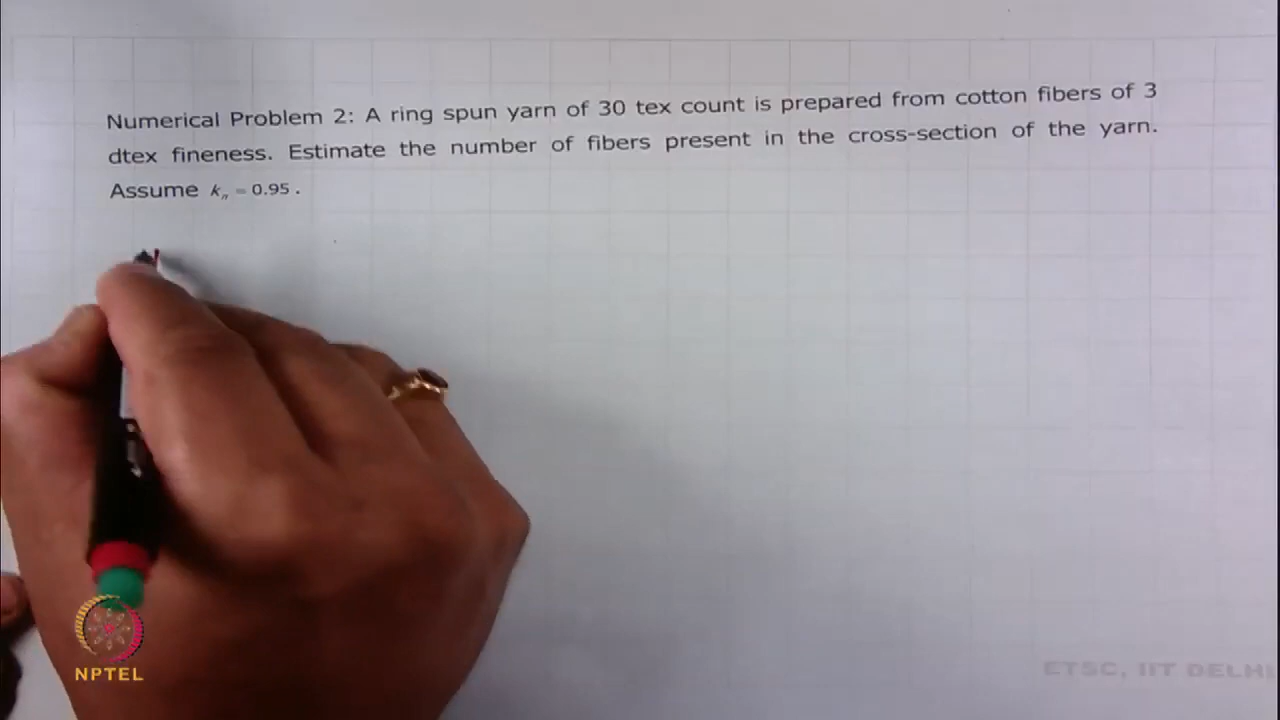 Numerical Problem 2: A ring spun yarn of 30 tex count is prepared from cotton fibers of 3
dtex fineness. Estimate the number of fibers present in the cross-section of the yarn.
Assume kₙ = 0.95 .
NPTEL
ETSC, IIT DELHI